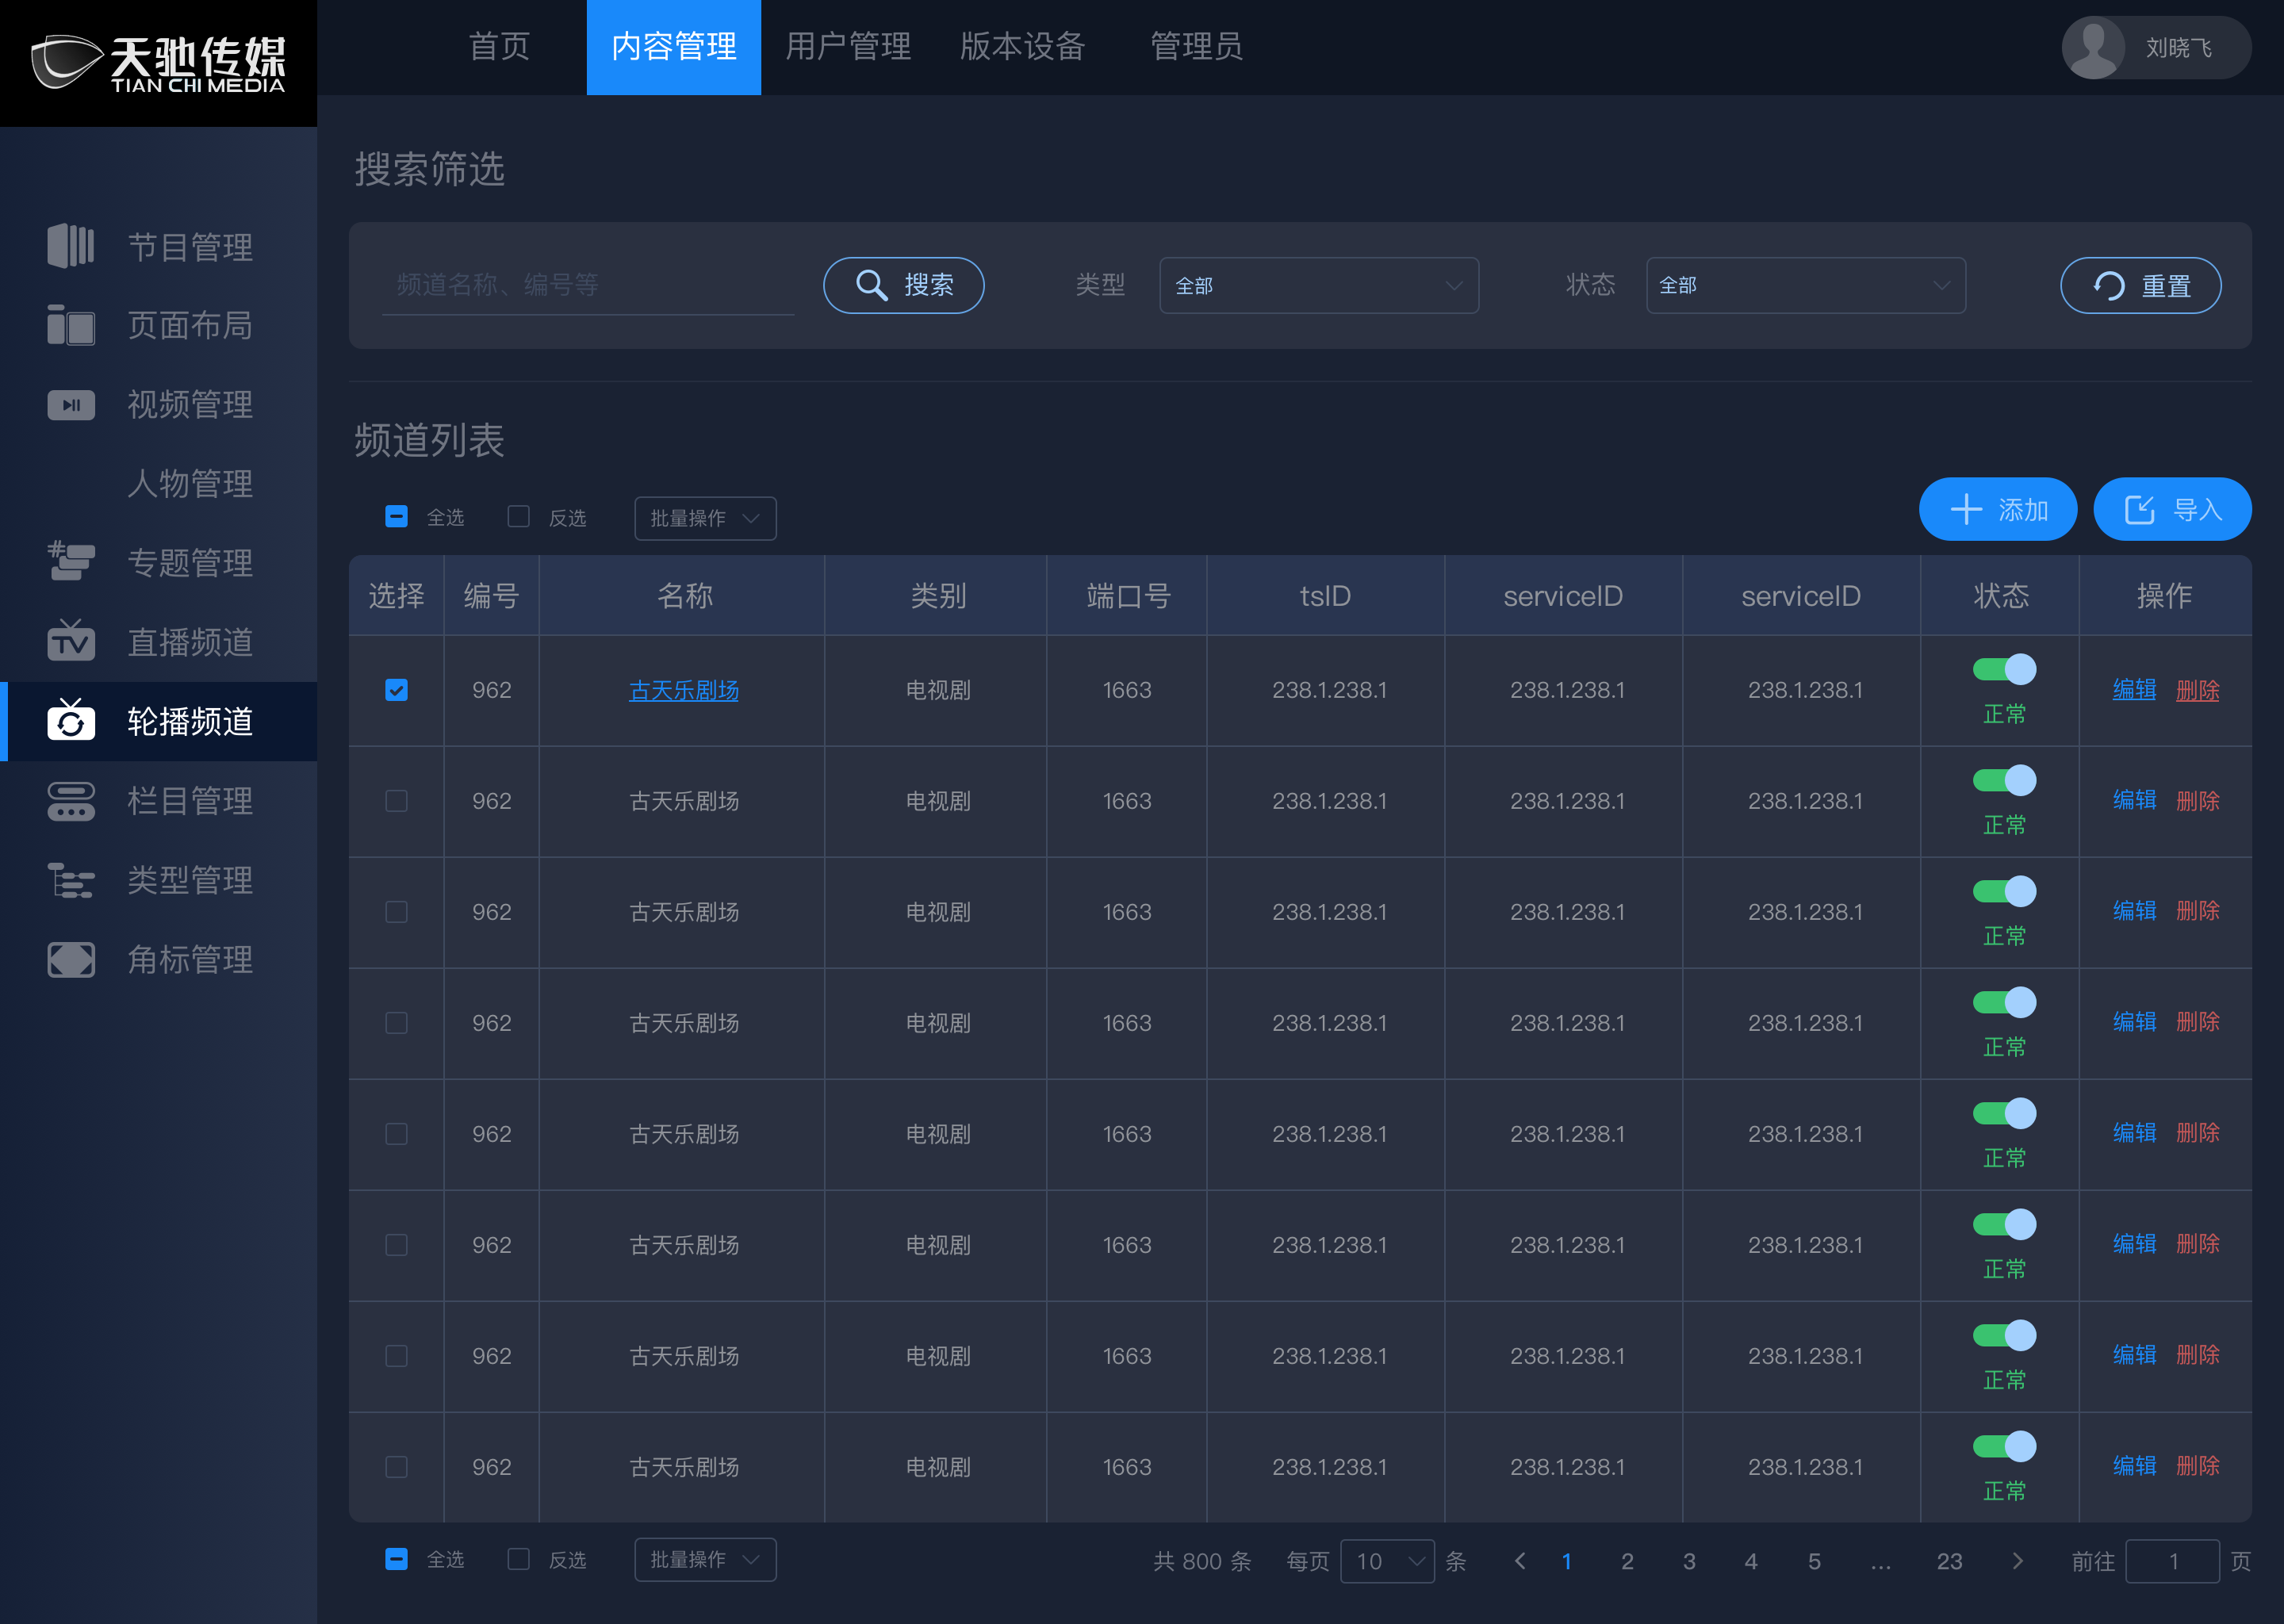 天驰传媒
TIAN CHI MEDIA
首页 内容管理 用户管理 版本设备 管理员 刘晓飞
节目管理
页面布局
视频管理
人物管理
#
专题管理
TV
直播频道
轮播频道
栏目管理
类型管理
角标管理
搜索筛选
频道名称、编号等 搜索 类型 全部 状态 全部 重置
频道列表
全选 反选 批量操作 添加 导入
选择 编号 名称 类别 端口号 tsID serviceID serviceID 状态 操作
962 古天乐剧场 电视剧 1663 238.1.238.1 238.1.238.1 238.1.238.1 正常 编辑 删除
962 古天乐剧场 电视剧 1663 238.1.238.1 238.1.238.1 238.1.238.1 正常 编辑 删除
962 古天乐剧场 电视剧 1663 238.1.238.1 238.1.238.1 238.1.238.1 正常 编辑 删除
962 古天乐剧场 电视剧 1663 238.1.238.1 238.1.238.1 238.1.238.1 正常 编辑 删除
962 古天乐剧场 电视剧 1663 238.1.238.1 238.1.238.1 238.1.238.1 正常 编辑 删除
962 古天乐剧场 电视剧 1663 238.1.238.1 238.1.238.1 238.1.238.1 正常 编辑 删除
962 古天乐剧场 电视剧 1663 238.1.238.1 238.1.238.1 238.1.238.1 正常 编辑 删除
962 古天乐剧场 电视剧 1663 238.1.238.1 238.1.238.1 238.1.238.1 正常 编辑 删除
全选 反选 批量操作 共 800 条 每页 10 条 < 1 2 3 4 5 ... 23 > 前往 1 页